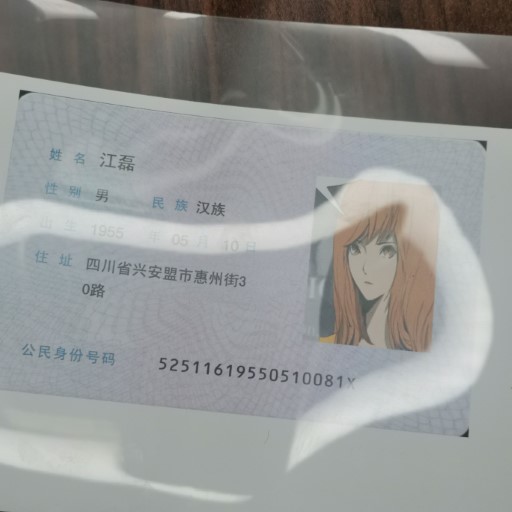 姓名 江磊
性别 男 民族 汉族
出生 1955 年 05 月 10 日
住址 四川省兴安盟市惠州街3
0路
公民身份号码 52511619550510081X